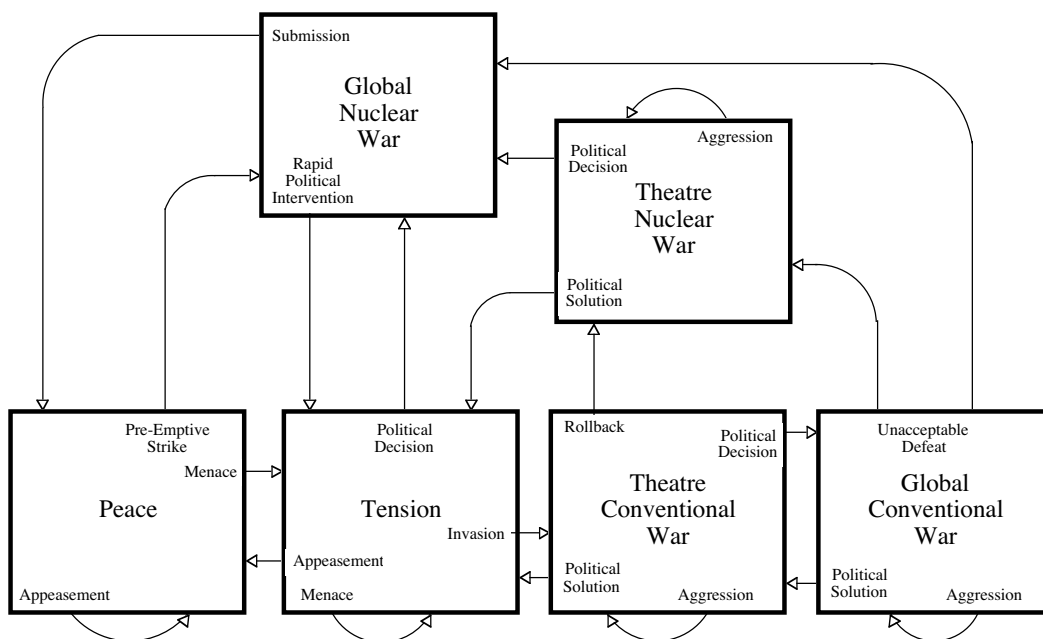 Submission
Global
Nuclear
War
Rapid
Political
Intervention
Aggression
Political
Decision
Theatre
Nuclear
War
Political
Solution
Pre-Emptive
Strike
Menace
Peace
Appeasement
Political
Decision
Tension
Invasion
Appeasement
Menace
Rollback
Political
Decision
Theatre
Conventional
War
Political
Solution
Aggression
Unacceptable
Defeat
Global
Conventional
War
Political
Solution
Aggression